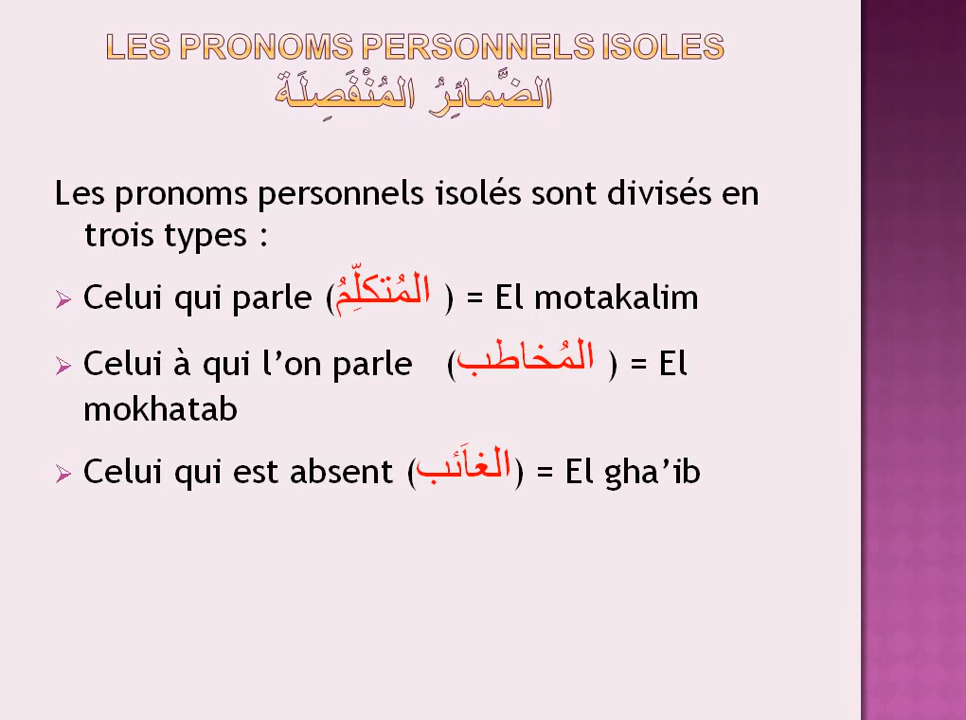 LES PRONOMS PERSONNELS ISOLES
الضَّمائِرُ المُنْفَصِلَة
Les pronoms personnels isolés sont divisés en
trois types :
Celui qui parle (المُتكلِّمُ ) = El motakalim
Celui à qui l’on parle (المُخاطب ) = El
mokhatab
Celui qui est absent (الغاَئب) = El gha’ib